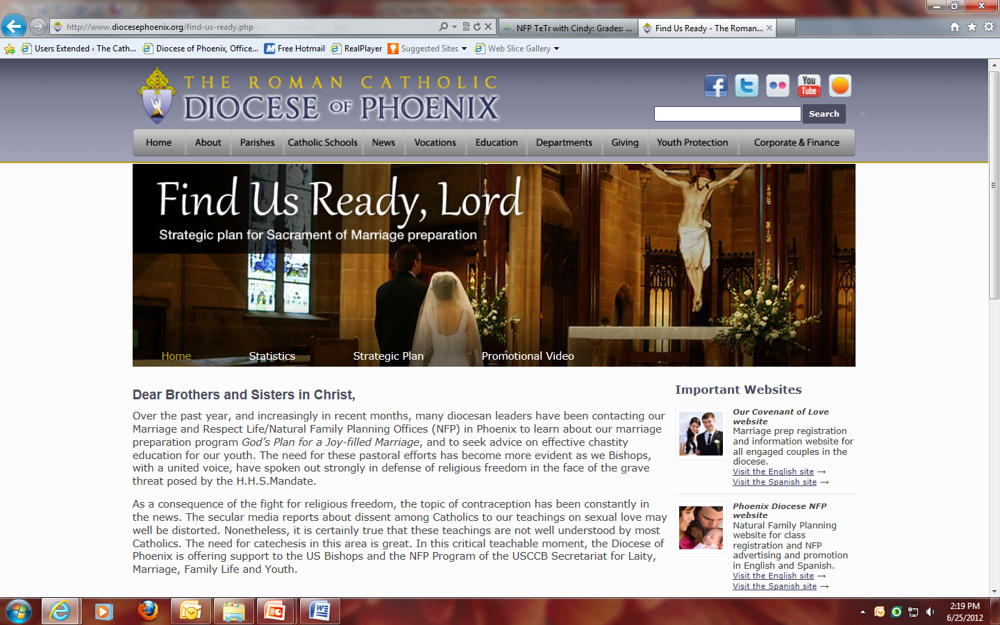 http://www.diocesephoenix.org/find-us-ready.php
NFP TeTr with Cindy: Grades: ...
Find Us Ready - The Roman...
Users Extended ‹ The Cath...
Diocese of Phoenix, Office...
Free Hotmail
RealPlayer
Suggested Sites
Web Slice Gallery
THE ROMAN CATHOLIC
DIOCESE OF PHOENIX
You
Tube
Search
Home
About
Parishes
Catholic Schools
News
Vocations
Education
Departments
Giving
Youth Protection
Corporate & Finance
Find Us Ready, Lord
Strategic plan for Sacrament of Marriage preparation
Home
Statistics
Strategic Plan
Promotional Video
Dear Brothers and Sisters in Christ,
Over the past year, and increasingly in recent months, many diocesan leaders have been contacting our
Marriage and Respect Life/Natural Family Planning Offices (NFP) in Phoenix to learn about our marriage
preparation program God's Plan for a Joy-filled Marriage, and to seek advice on effective chastity
education for our youth. The need for these pastoral efforts has become more evident as we Bishops,
with a united voice, have spoken out strongly in defense of religious freedom in the face of the grave
threat posed by the H.H.S.Mandate.
As a consequence of the fight for religious freedom, the topic of contraception has been constantly in
the news. The secular media reports about dissent among Catholics to our teachings on sexual love may
well be distorted. Nonetheless, it is certainly true that these teachings are not well understood by most
Catholics. The need for catechesis in this area is great. In this critical teachable moment, the Diocese of
Phoenix is offering support to the US Bishops and the NFP Program of the USCCB Secretariat for Laity,
Marriage, Family Life and Youth.
Important Websites
Our Covenant of Love
website
Marriage prep registration
and information website for
all engaged couples in the
diocese.
Visit the English site →
Visit the Spanish site →
Phoenix Diocese NFP
website
Natural Family Planning
website for class
registration and NFP
advertising and promotion
in English and Spanish.
Visit the English site →
Visit the Spanish site →
2:19 PM
6/25/2012